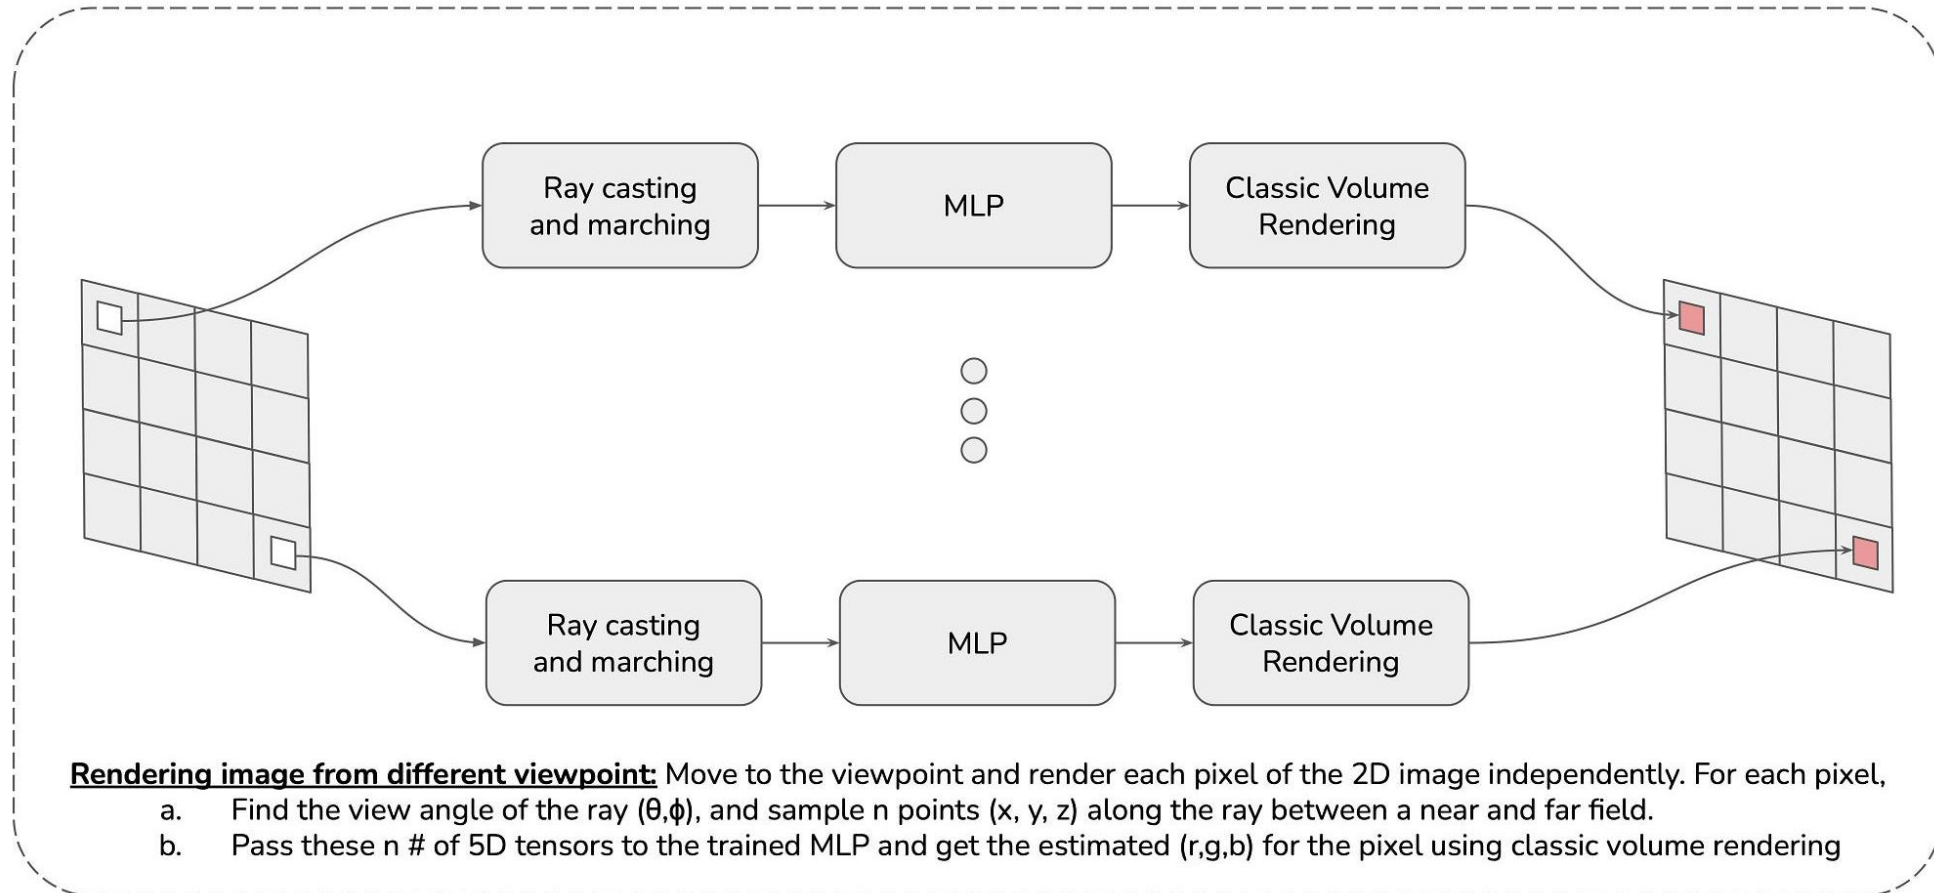 Ray casting
and marching
MLP
Classic Volume
Rendering
Ray casting
and marching
MLP
Classic Volume
Rendering
Rendering image from different viewpoint: Move to the viewpoint and render each pixel of the 2D image independently. For each pixel,
a. Find the view angle of the ray (θ,ϕ), and sample n points (x, y, z) along the ray between a near and far field.
b. Pass these n # of 5D tensors to the trained MLP and get the estimated (r,g,b) for the pixel using classic volume rendering